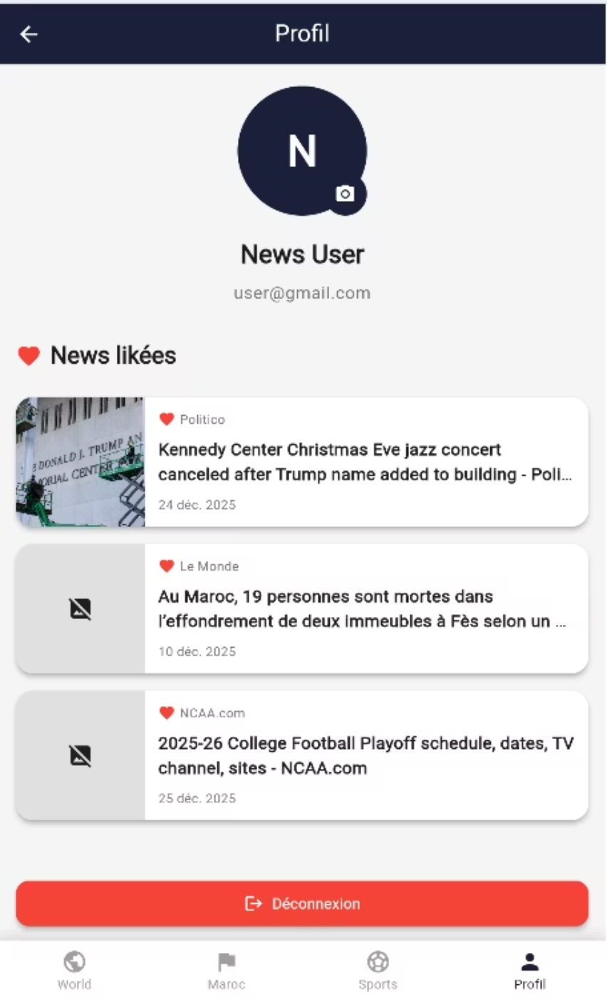 Profil
N
News User
user@gmail.com
News likées
Politico
DONALD J. TRUMP AN
ORIAL CENT
Kennedy Center Christmas Eve jazz concert
canceled after Trump name added to building - Poli...
24 déc. 2025
Le Monde
Au Maroc, 19 personnes sont mortes dans
l'effondrement de deux immeubles à Fès selon un ...
10 déc. 2025
NCAA.com
2025-26 College Football Playoff schedule, dates, TV
channel, sites - NCAA.com
25 déc. 2025
Déconnexion
World Maroc Sports Profil